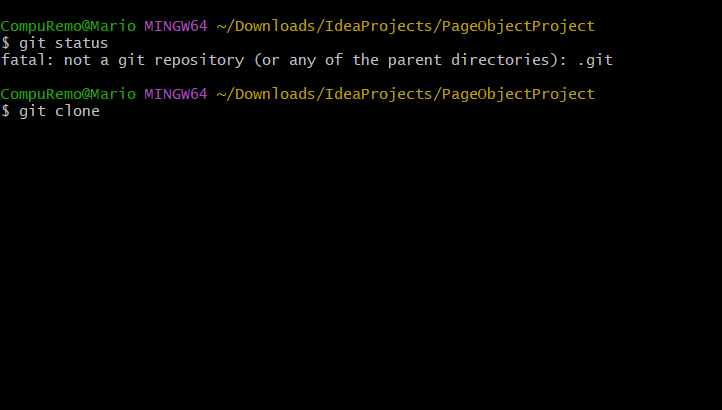 CompuRemo@Mario MINGW64 ~/Downloads/IdeaProjects/PageObjectProject
$ git status
fatal: not a git repository (or any of the parent directories): .git
CompuRemo@Mario MINGW64 ~/Downloads/IdeaProjects/PageObjectProject
$ git clone